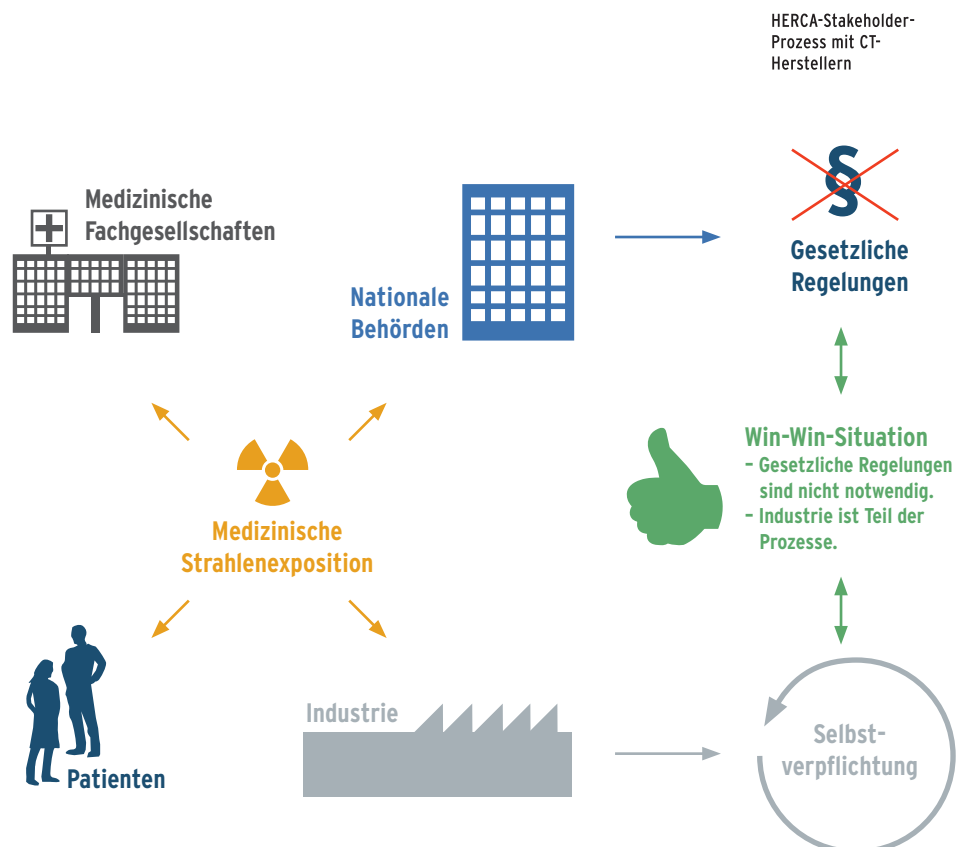 HERCA-Stakeholder-
Prozess mit CT-
Herstellern
Medizinische
Fachgesellschaften
Nationale
Behörden
§
Gesetzliche
Regelungen
Win-Win-Situation
– Gesetzliche Regelungen
sind nicht notwendig.
– Industrie ist Teil der
Prozesse.
Medizinische
Strahlenexposition
Patienten
Industrie
Selbst-
verpflichtung